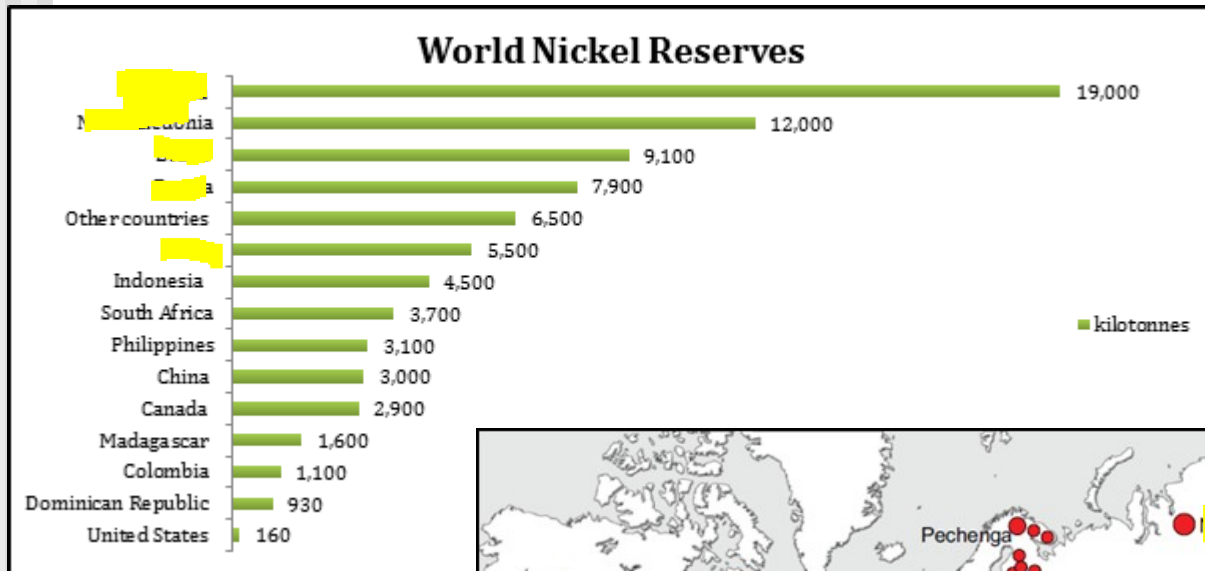 World Nickel Reserves
19,000
12,000
9,100
7,900
Other countries 6,500
5,500
Indonesia 4,500
South Africa 3,700
Philippines 3,100
China 3,000
Canada 2,900
Madagascar 1,600
Colombia 1,100
Dominican Republic 930
United States 160
kilotonnes
Pechenga